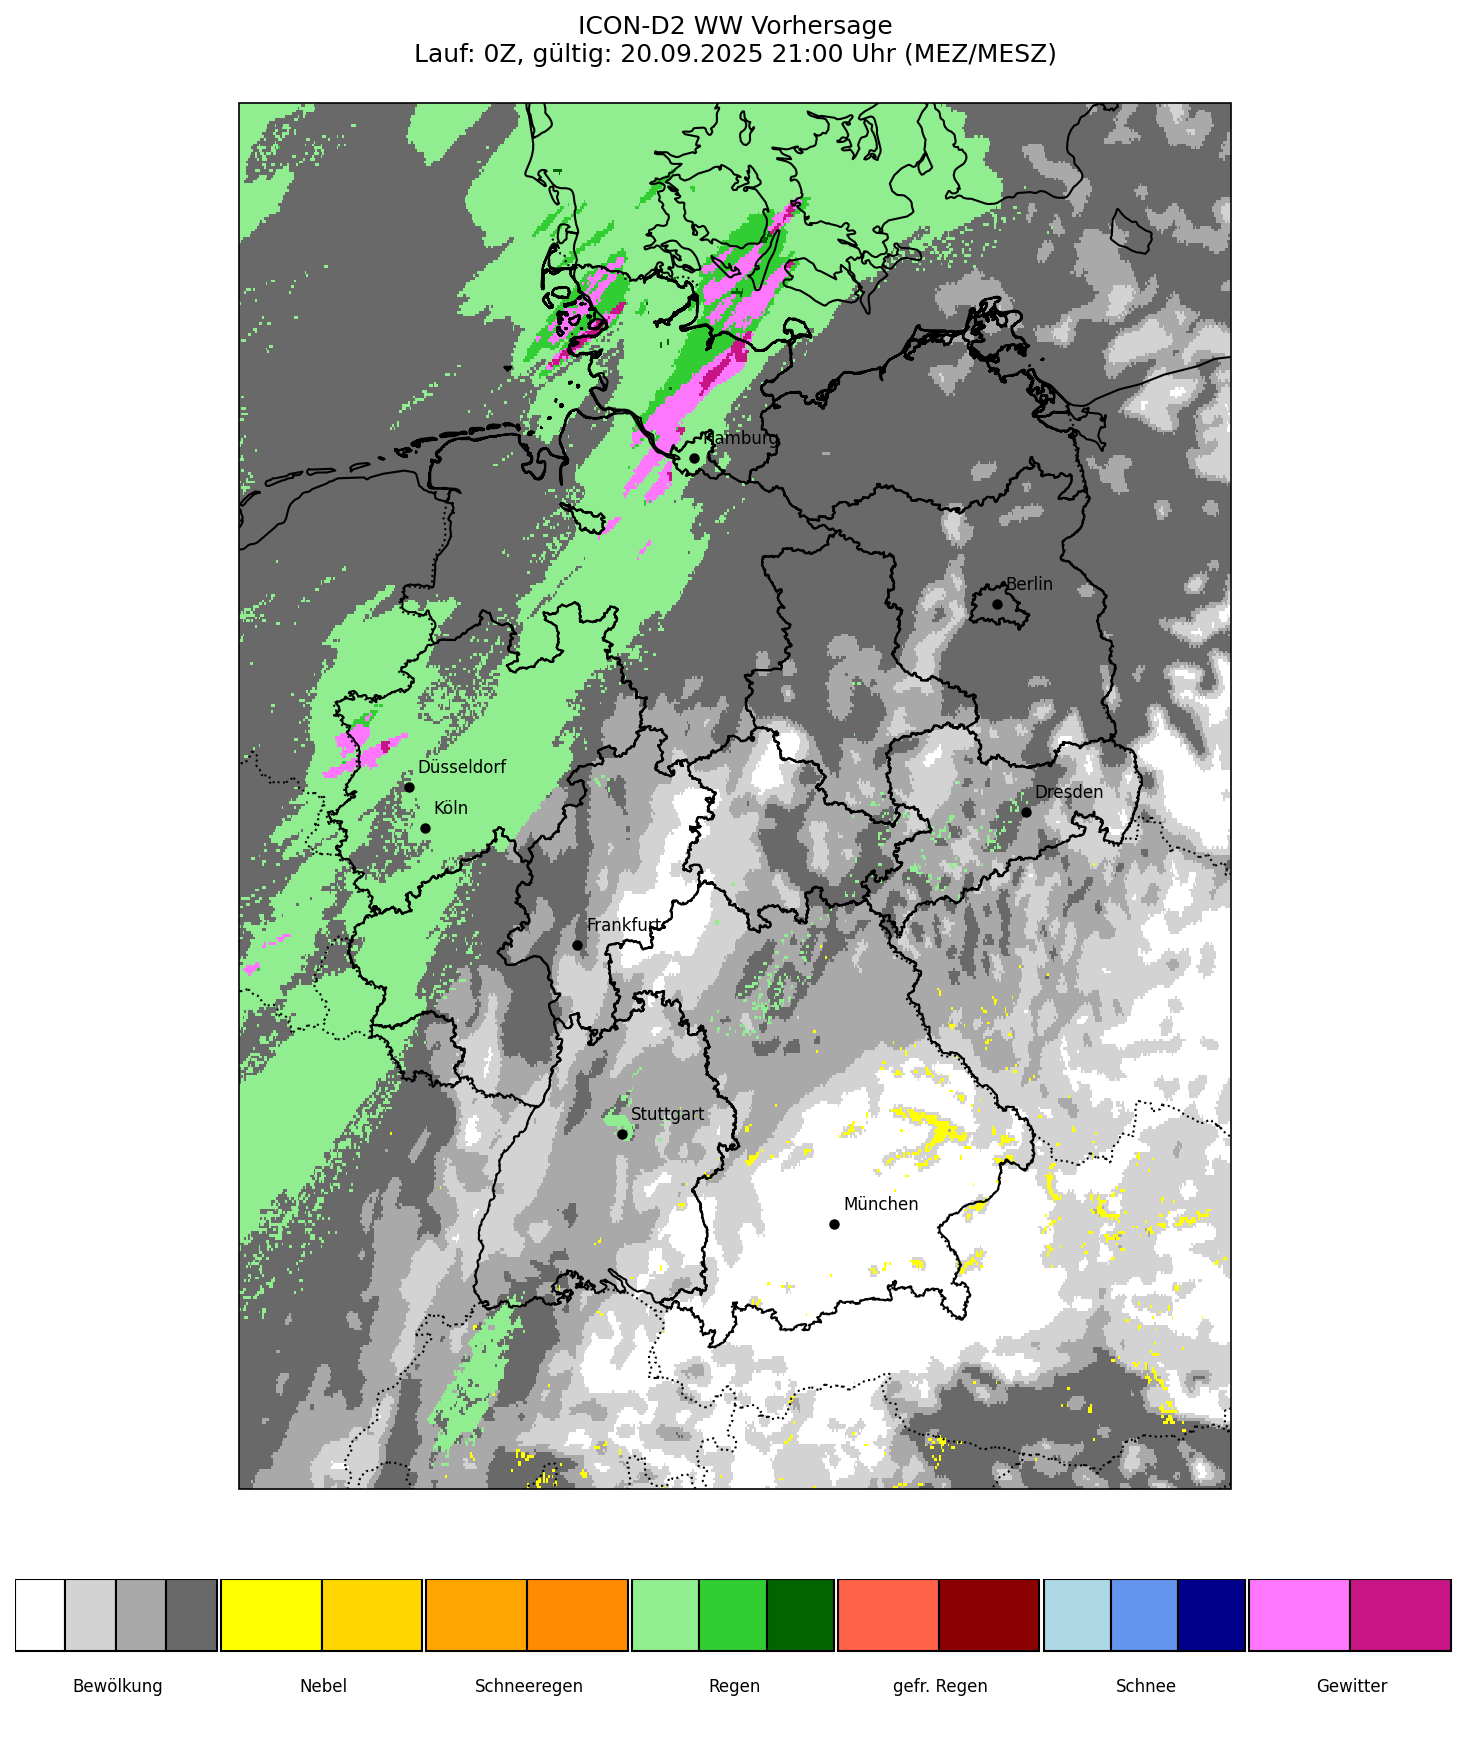 ICON-D2 WW Vorhersage
Lauf: 0Z, gültig: 20.09.2025 21:00 Uhr (MEZ/MESZ)
Hamburg
Berlin
Düsseldorf
Dresden
Köln
Frankfurt
Stuttgart
München
Bewölkung
Nebel
Schneeregen
Regen
gefr. Regen
Schnee
Gewitter